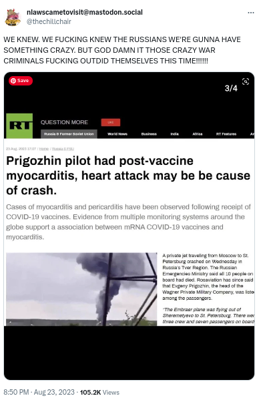 nlawscametovisit@mastodon.social
@thechillchair
WE KNEW. WE FUCKING KNEW THE RUSSIANS WE'RE GUNNA HAVE
SOMETHING CRAZY. BUT GOD DAMN IT THOSE CRAZY WAR
CRIMINALS FUCKING OUTDID THEMSELVES THIS TIME!!!!!!
Save
3/4
RT
QUESTION MORE
Russia & Former Soviet Union World News Business India Africa RT Features
Prigozhin pilot had post-vaccine
myocarditis, heart attack may be be cause
of crash.
Cases of myocarditis and pericarditis have been observed following receipt of
COVID-19 vaccines. Evidence from multiple monitoring systems around the
globe support a association between mRNA COVID-19 vaccines and
myocarditis.
A private jet travelling from Moscow to St.
Petersburg crashed on Wednesday in
Russia's Tver Region. The Russian
Emergencies Ministry said all 10 people on
board had died. Rosaviation has since said
that Evgeny Prigozhin, the head of the
Wagner Private Military Company, was listed
among the passengers.
"The Embraer plane was flying out of
Sheremetyevo to St. Petersburg. There were
three crew and seven passengers on board
8:50 PM · Aug 23, 2023 · 105.2K Views